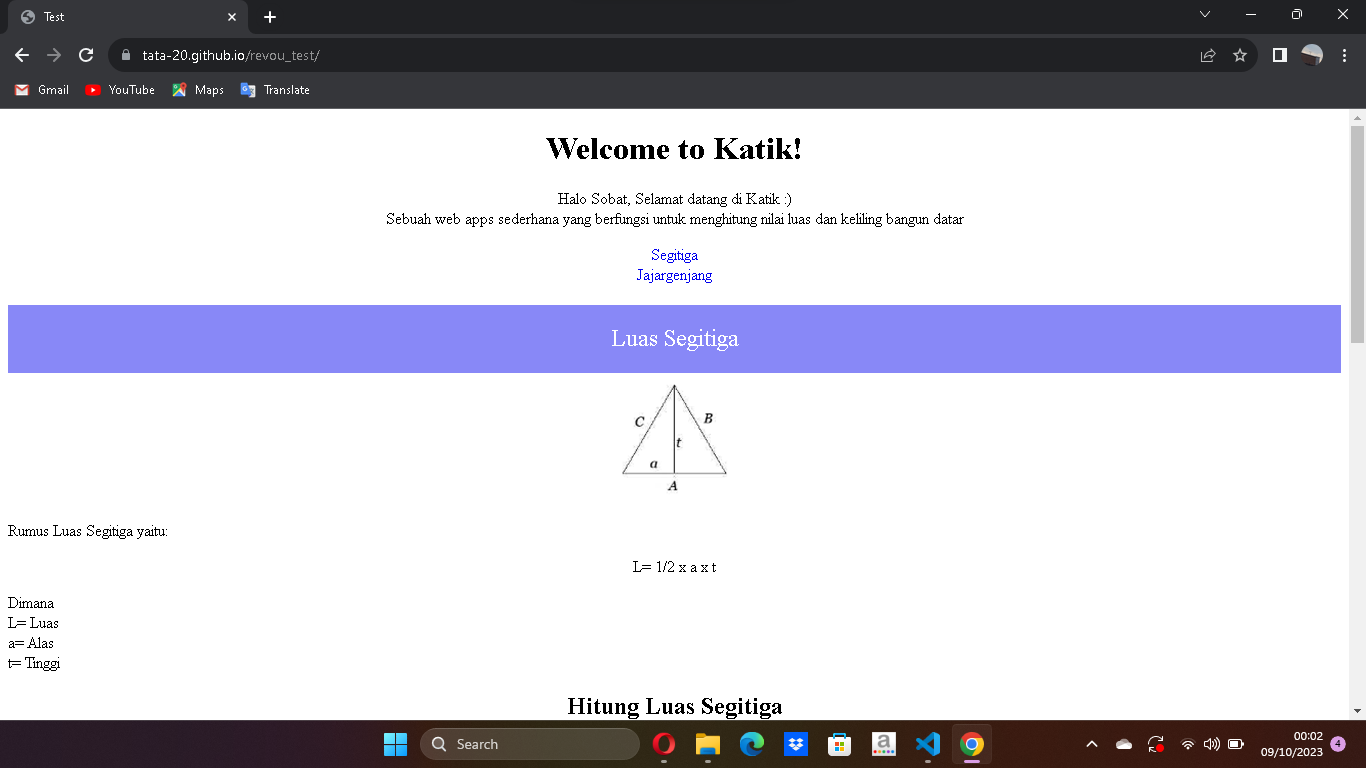 Test
tata-20.github.io/revou_test/
Gmail YouTube Maps Translate
Welcome to Katik!
Halo Sobat, Selamat datang di Katik :)
Sebuah web apps sederhana yang berfungsi untuk menghitung nilai luas dan keliling bangun datar
Segitiga
Jajargenjang
Luas Segitiga
C B
t
a
A
Rumus Luas Segitiga yaitu:
L= 1/2 x a x t
Dimana
L= Luas
a= Alas
t= Tinggi
Hitung Luas Segitiga
Search
a
00:02
09/10/2023
4